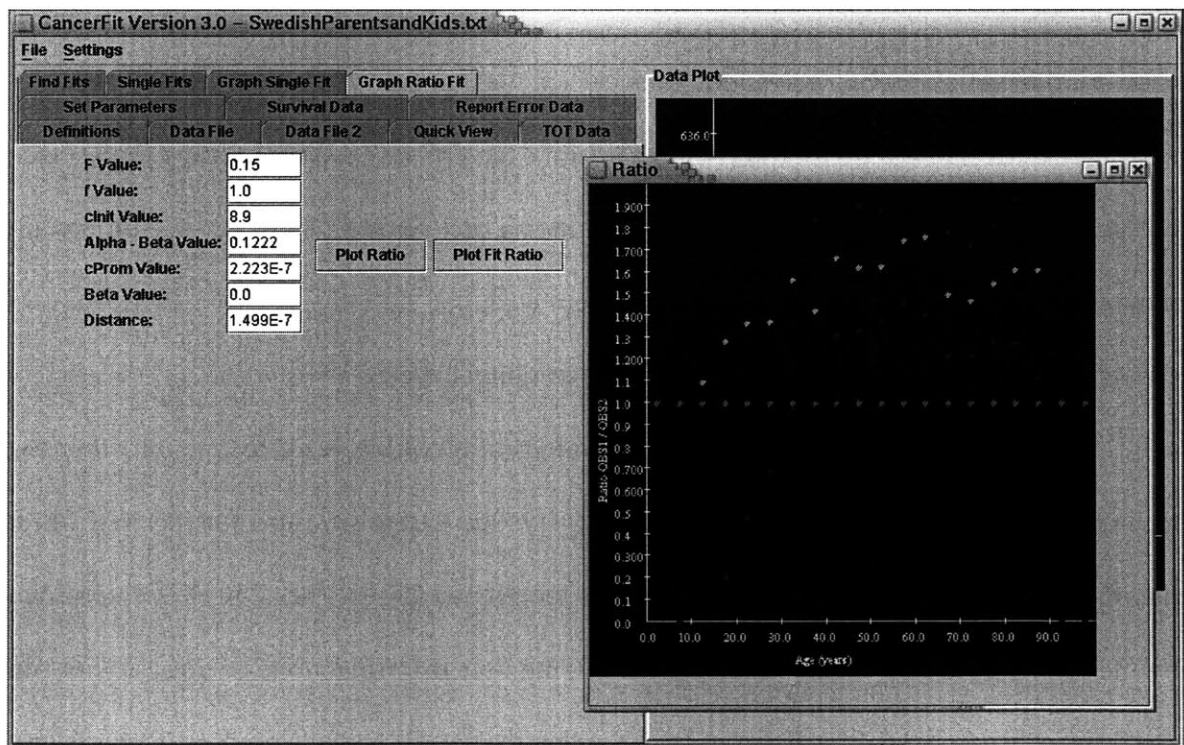 CancerFit Version 3.0 – SwedishParentsandKids.txt
File Settings
Find Fits Single Fits Graph Single Fit Graph Ratio Fit
Set Parameters Survival Data Report Error Data
Definitions Data File Data File 2 Quick View TOT Data
F Value: 0.15
f Value: 1.0
cInit Value: 8.9
Alpha - Beta Value: 0.1222
cProm Value: 2.223E-7
Beta Value: 0.0
Distance: 1.499E-7
Plot Ratio Plot Fit Ratio
Data Plot
636.0
Ratio
1.900
1.8
1.7
1.6
1.5
1.400
1.3
1.200
1.1
1.0
0.9
0.8
0.700
0.600
0.5
0.4
0.300
0.2
0.1
0.0
Ratio OBS1 / OBS2
0.0 10.0 20.0 30.0 40.0 50.0 60.0 70.0 80.0 90.0
Age (years)